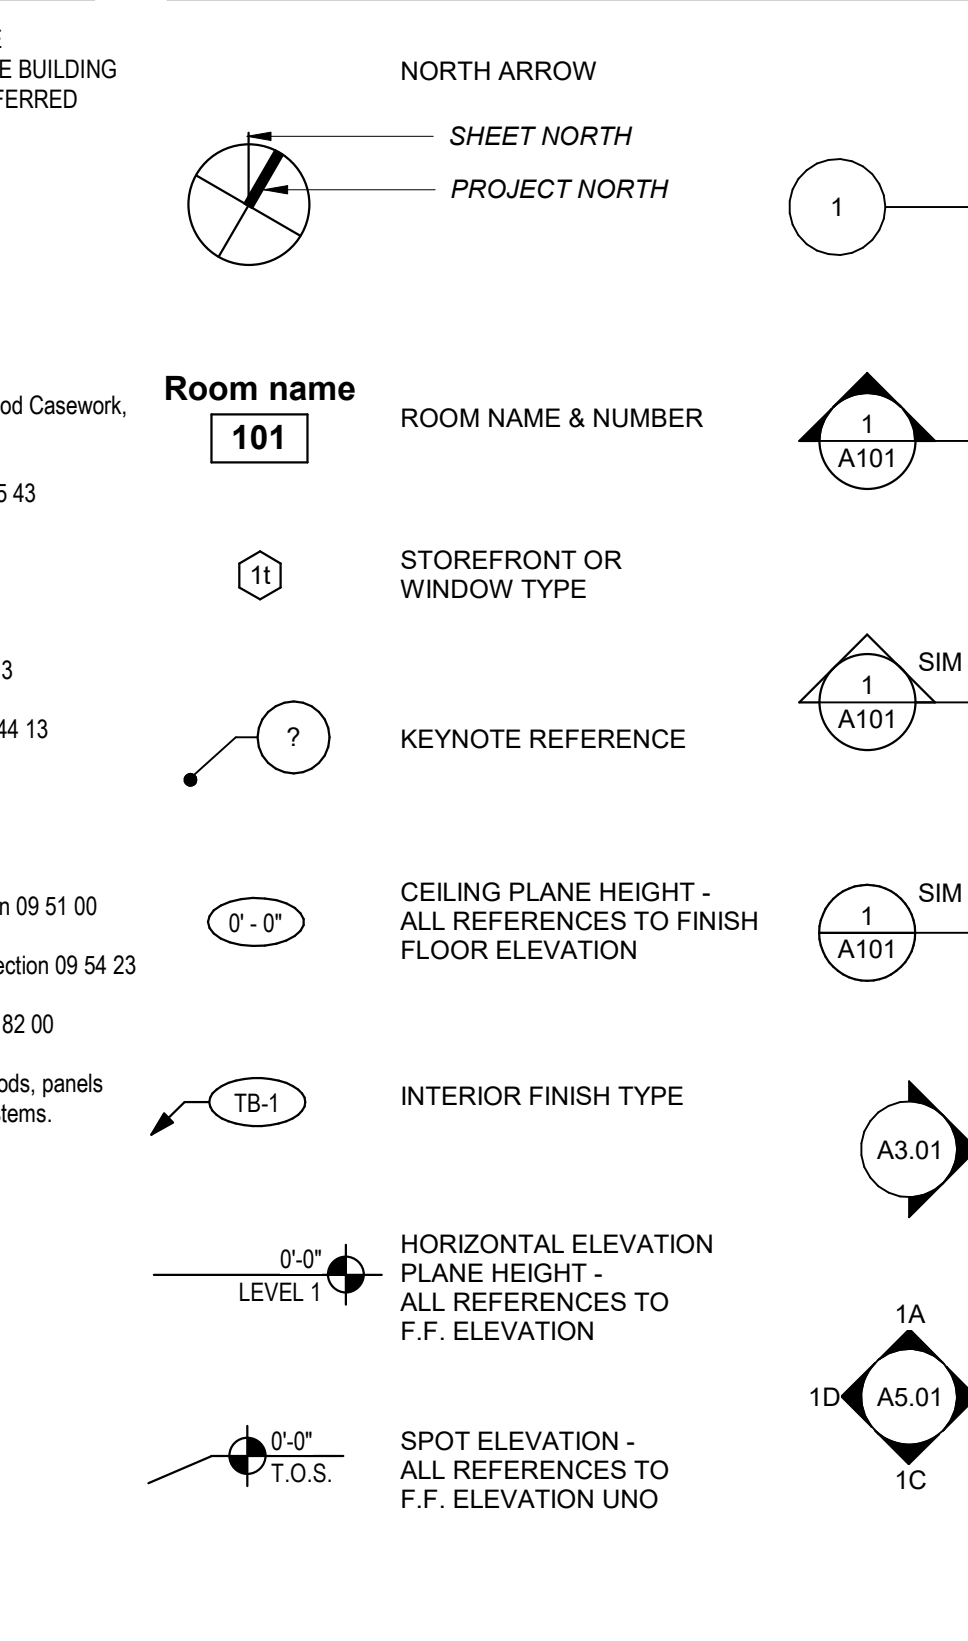 E
E BUILDING
FERRED
od Casework,
5 43
3
44 13
n 09 51 00
ection 09 54 23
82 00
ods, panels
stems.
NORTH ARROW
SHEET NORTH
PROJECT NORTH
Room name
101
ROOM NAME & NUMBER
1t
STOREFRONT OR
WINDOW TYPE
?
KEYNOTE REFERENCE
0' - 0"
CEILING PLANE HEIGHT -
ALL REFERENCES TO FINISH
FLOOR ELEVATION
TB-1
INTERIOR FINISH TYPE
0'-0"
LEVEL 1
HORIZONTAL ELEVATION
PLANE HEIGHT -
ALL REFERENCES TO
F.F. ELEVATION
0'-0"
T.O.S.
SPOT ELEVATION -
ALL REFERENCES TO
F.F. ELEVATION UNO
1
1
A101
SIM
1
A101
SIM
1
A101
A3.01
1A
1D
A5.01
1C